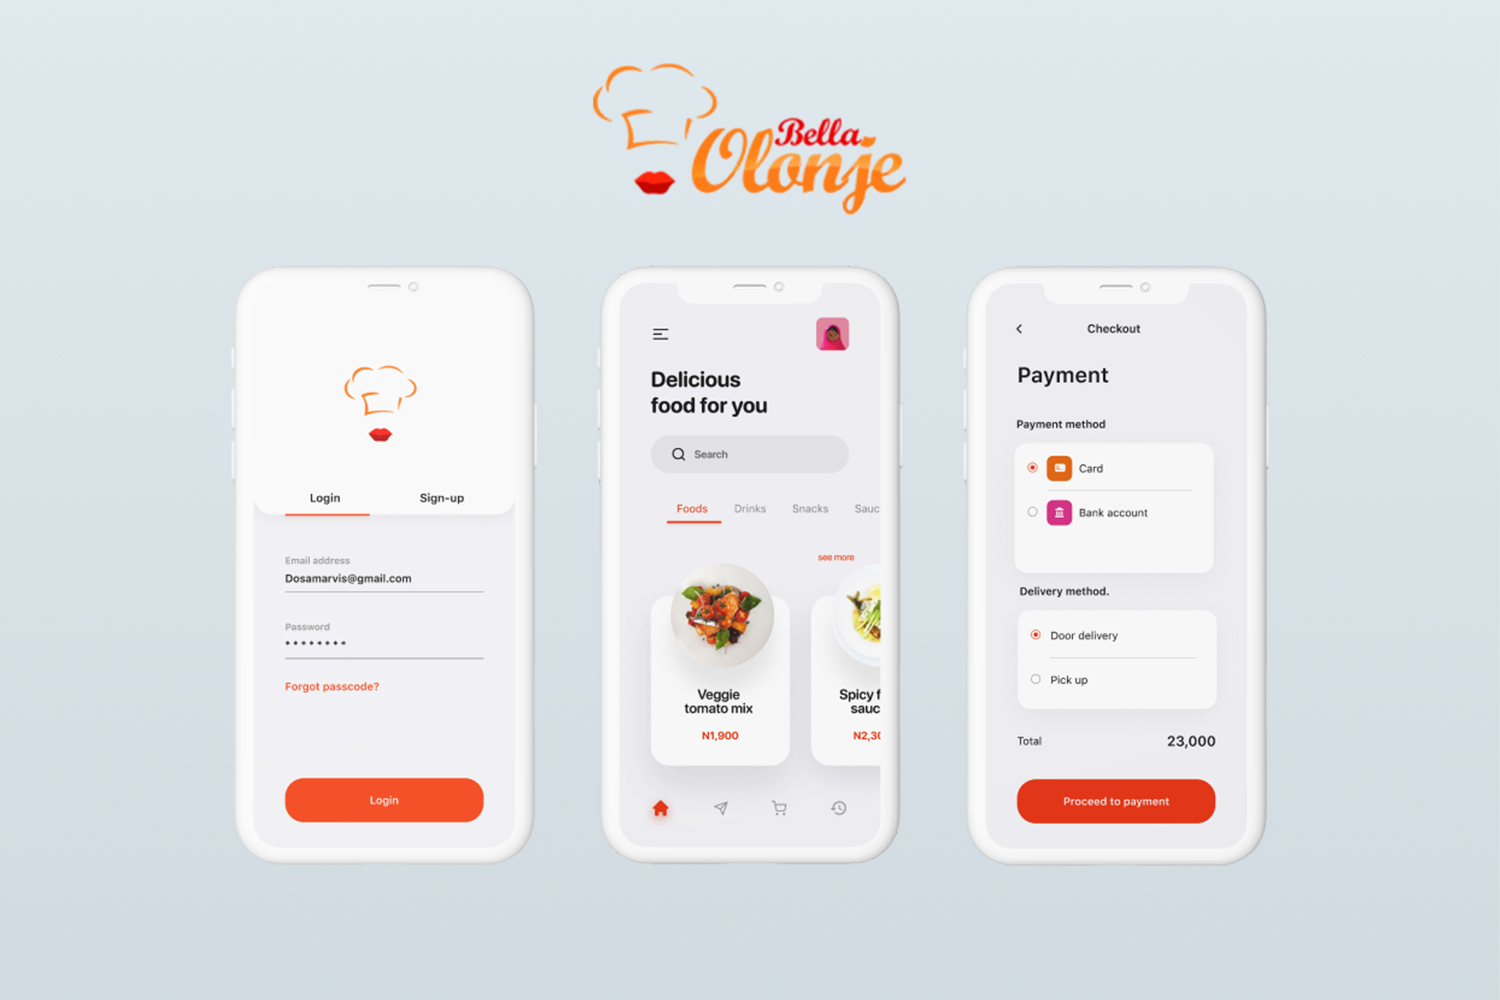 Bella
Olonje
Login
Sign-up
Email address
Dosamarvis@gmail.com
Password
Forgot passcode?
Login
Delicious
food for you
Search
Foods
Drinks
Snacks
Sauc
see more
Veggie
tomato mix
N1,900
Spicy f
sauc
N2,30
Checkout
Payment
Payment method
Card
Bank account
Delivery method.
Door delivery
Pick up
Total
23,000
Proceed to payment